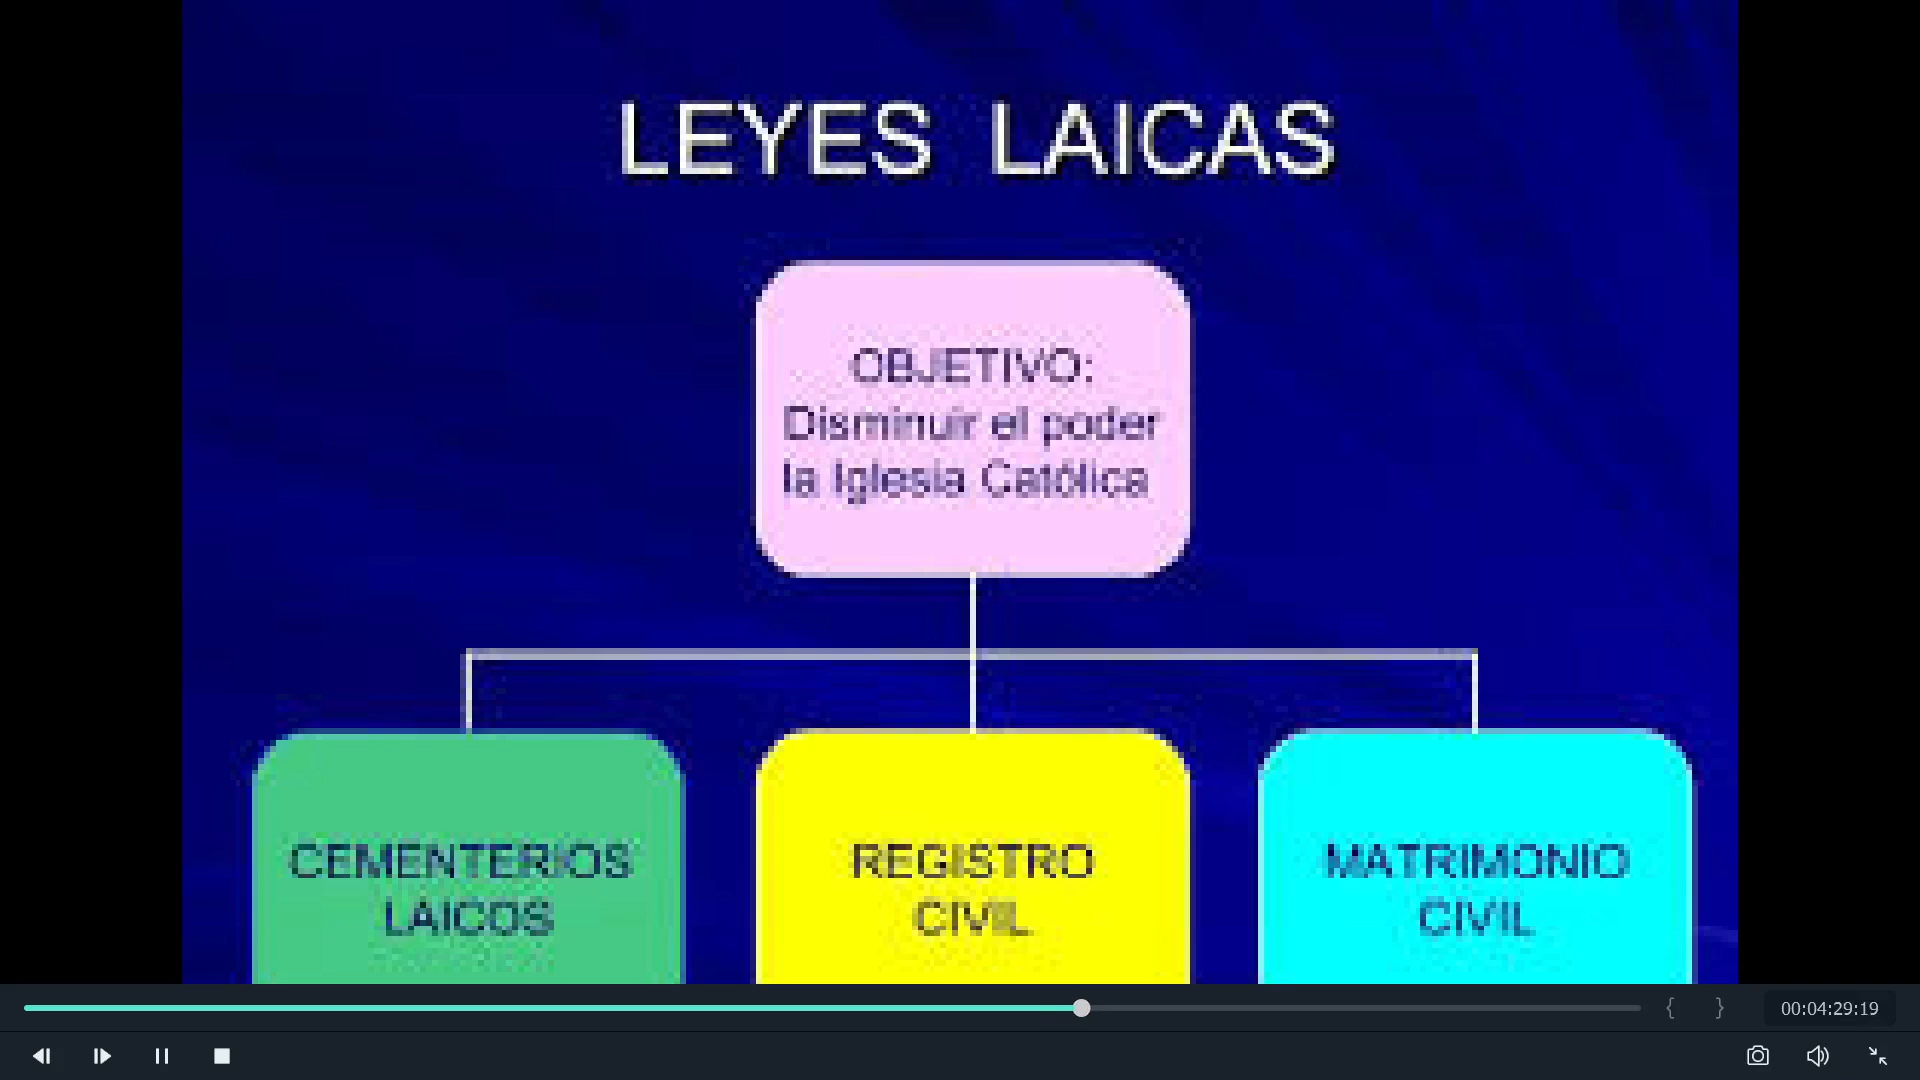 LEYES LAICAS
OBJETIVO:
Disminuir el poder
la Iglesia Católica
CEMENTERIOS
LAICOS
REGISTRO
CIVIL
MATRIMONIO
CIVIL
{ } 00:04:29:19